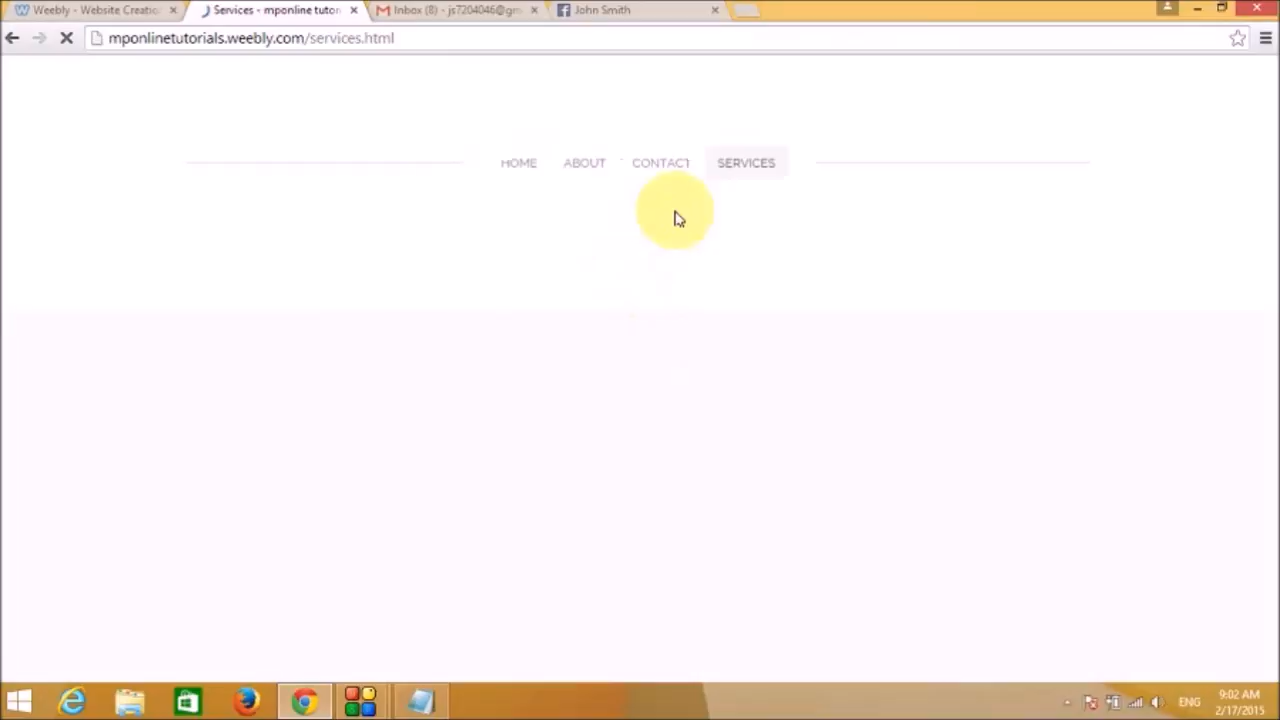 Weebly - Website Creatio
Services - mponline tutor
Inbox (8) - js7204046@gm
John Smith
mponlinetutorials.weebly.com/services.html
HOME ABOUT CONTACT SERVICES
ENG
9:02 AM
2/17/2015